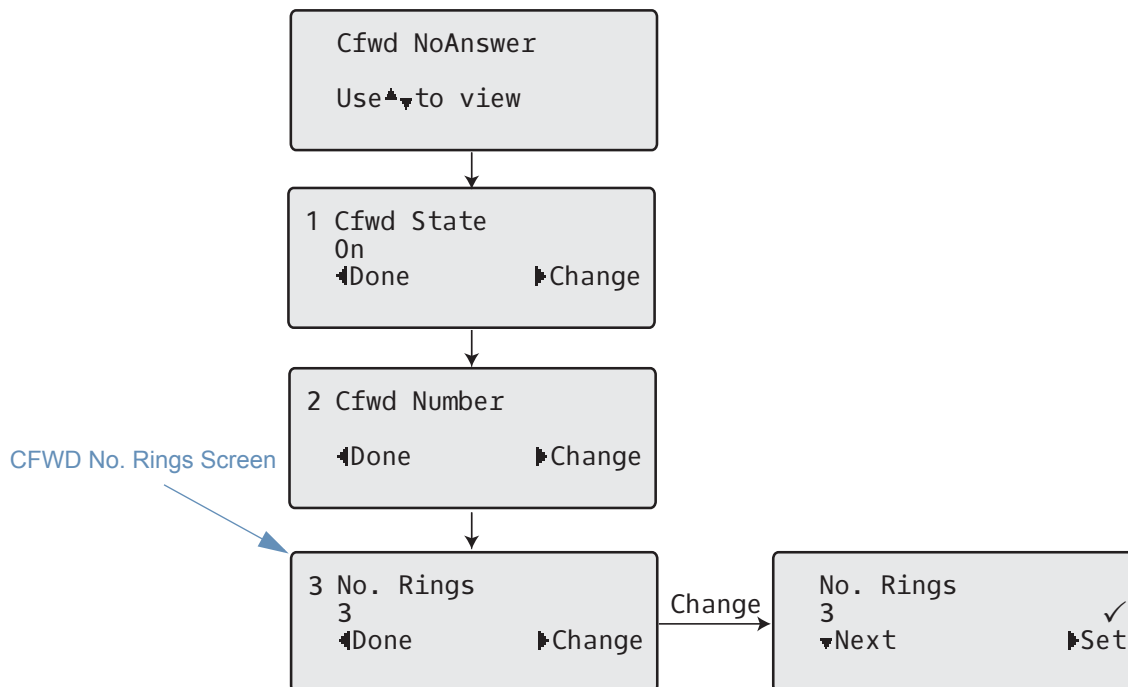 Cfwd NoAnswer
Use▲▼to view
1 Cfwd State
On
◀Done ▶Change
2 Cfwd Number
◀Done ▶Change
CFWD No. Rings Screen
3 No. Rings
3
◀Done ▶Change
Change
No. Rings
3 ✓
▼Next ▶Set